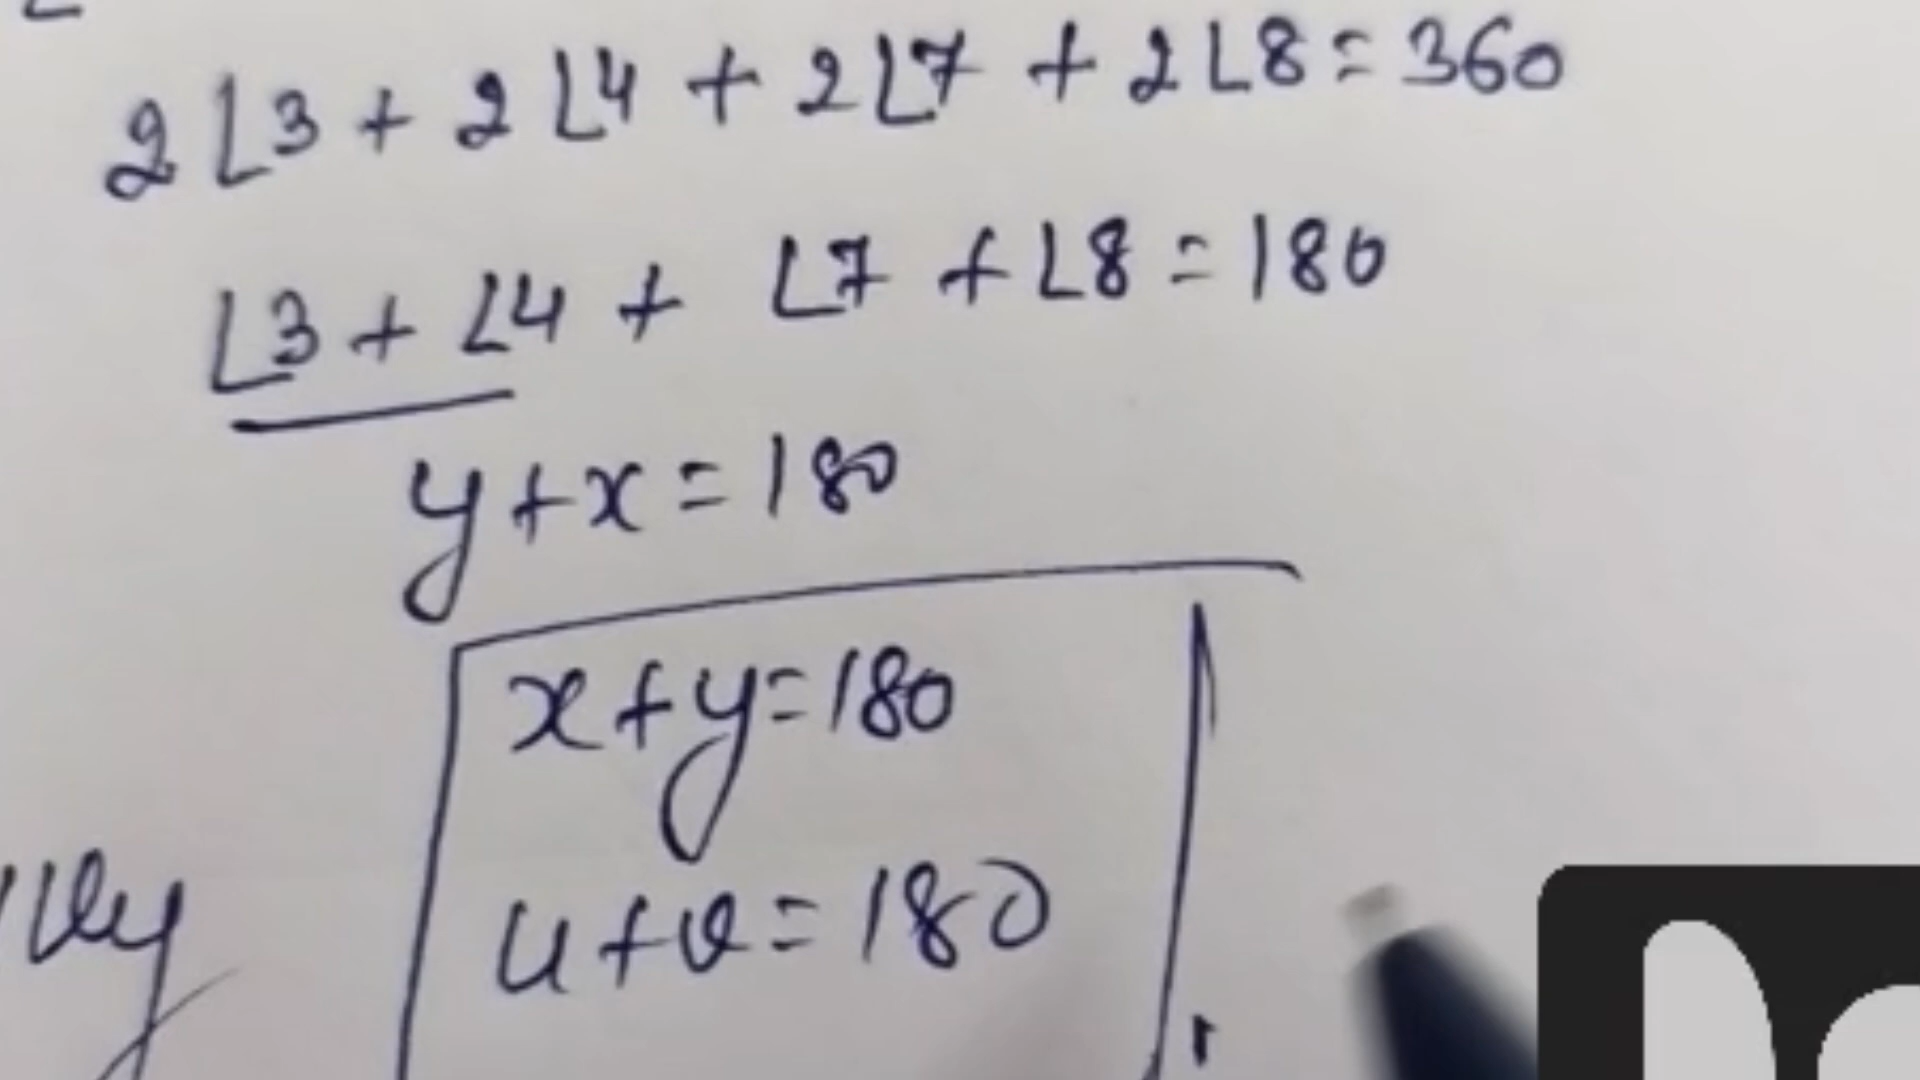 2∠3 + 2∠4 + 2∠7 + 2∠8 = 360
∠3 + ∠4 + ∠7 + ∠8 = 180
y + x = 180
x + y = 180
u + v = 180